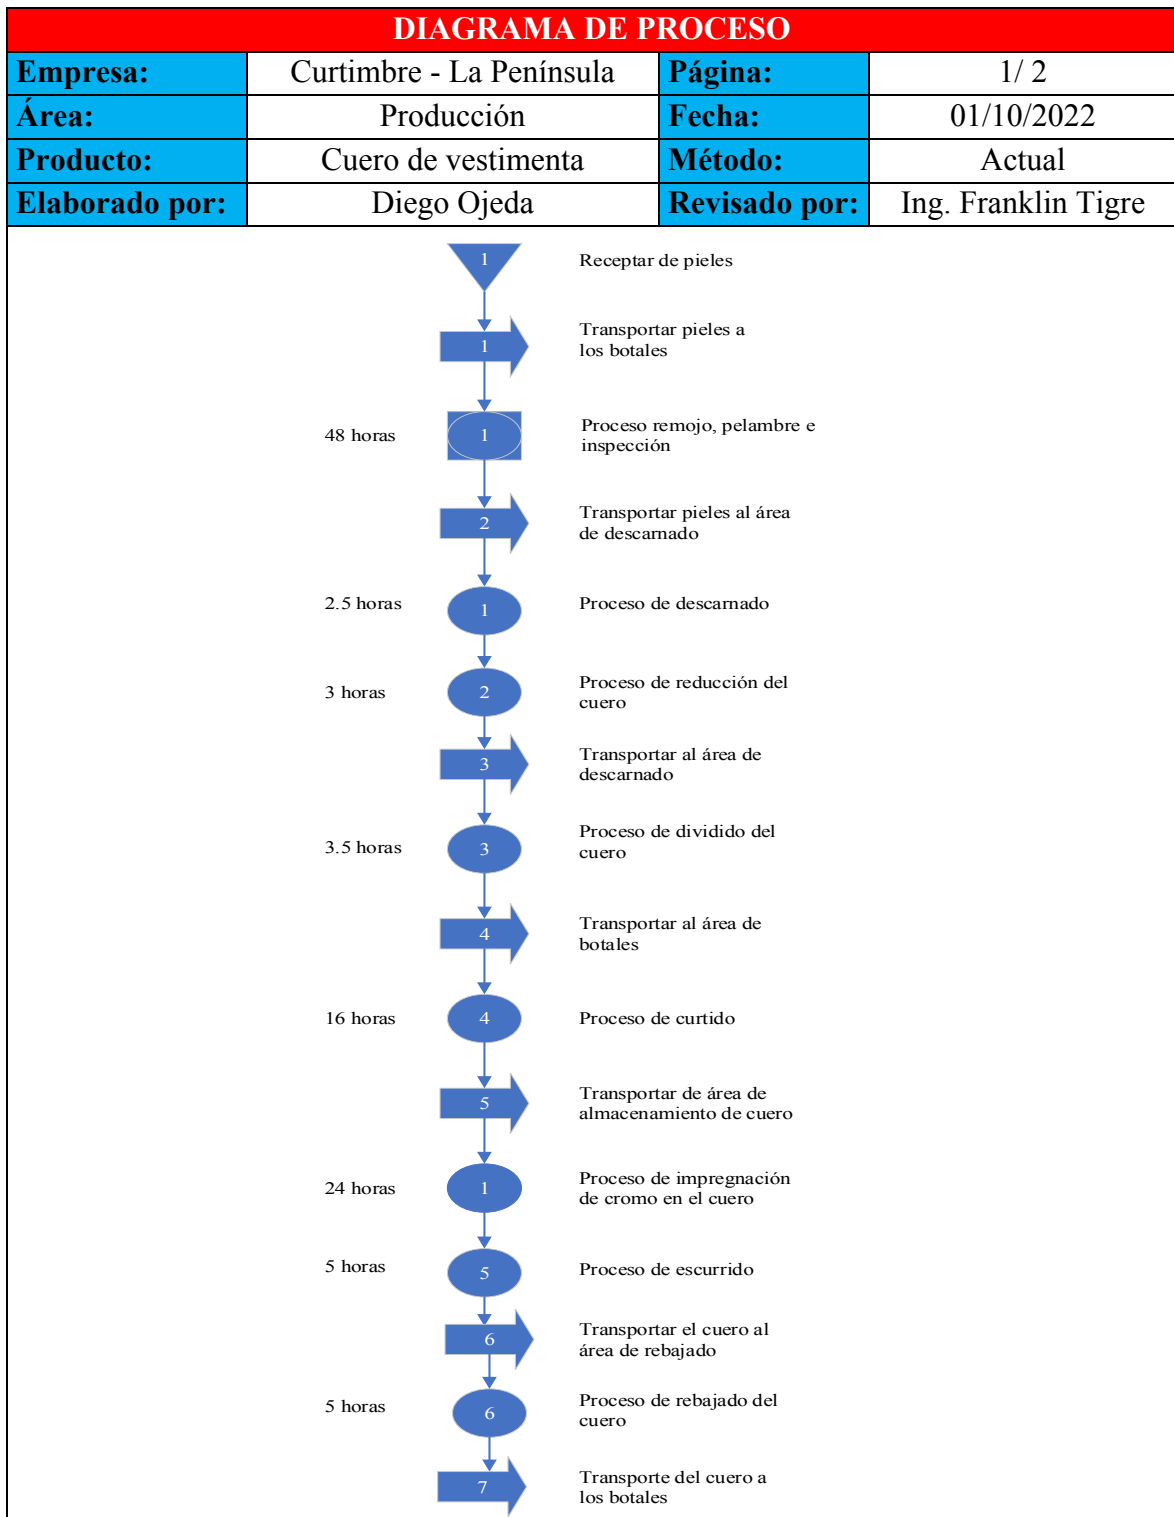 DIAGRAMA DE PROCESO
Empresa: Curtimbre - La Península Página: 1/ 2
Área: Producción Fecha: 01/10/2022
Producto: Cuero de vestimenta Método: Actual
Elaborado por: Diego Ojeda Revisado por: Ing. Franklin Tigre
1 Receptar de pieles
1 Transportar pieles a
los botales
48 horas 1 Proceso remojo, pelambre e
inspección
2 Transportar pieles al área
de descarnado
2.5 horas 1 Proceso de descarnado
3 horas 2 Proceso de reducción del
cuero
3 Transportar al área de
descarnado
3.5 horas 3 Proceso de dividido del
cuero
4 Transportar al área de
botales
16 horas 4 Proceso de curtido
5 Transportar de área de
almacenamiento de cuero
24 horas 1 Proceso de impregnación
de cromo en el cuero
5 horas 5 Proceso de escurrido
6 Transportar el cuero al
área de rebajado
5 horas 6 Proceso de rebajado del
cuero
7 Transporte del cuero a
los botales